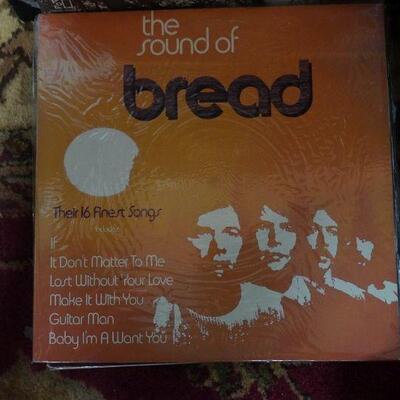 the
sound of
bread
Their 16 Finest Songs
Includes
If
It Don't Matter To Me
Lost Without Your Love
Make It With You
Guitar Man
Baby I'm A Want You